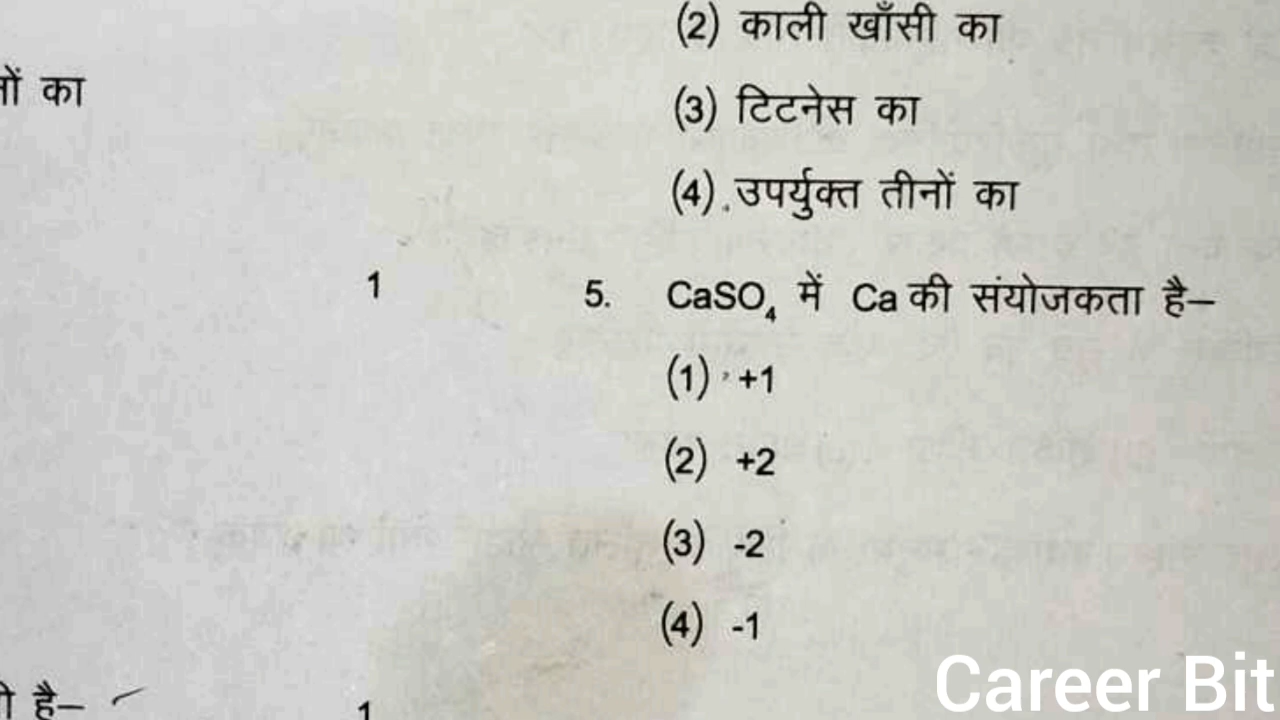 (2) काली खाँसी का
का
(3) टिटनेस का
(4) उपर्युक्त तीनों का
1
5. CaSO₄ में Ca की संयोजकता है–
(1) +1
(2) +2
(3) -2
(4) -1
है–
1
Career Bit